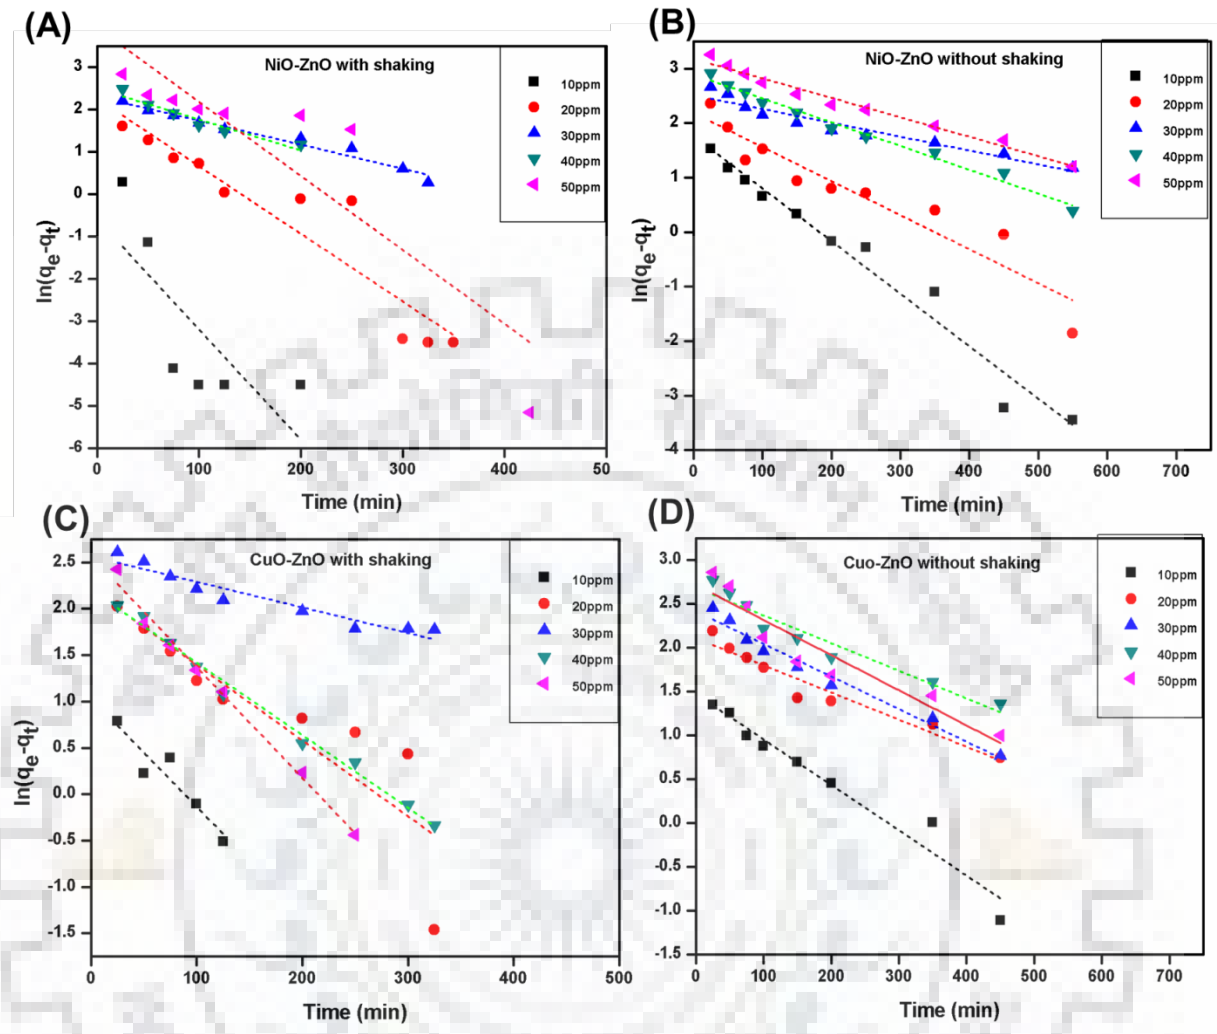 (A)
NiO-ZnO with shaking
10ppm
20ppm
30ppm
40ppm
50ppm
ln(qe-qt)
3
2
1
0
-1
-2
-3
-4
-5
-6
0 100 200 300 400 50
Time (min)
(B)
NiO-ZnO without shaking
10ppm
20ppm
30ppm
40ppm
50ppm
ln(qe-qt)
3
2
1
0
-1
-2
-3
-4
0 100 200 300 400 500 600 700
Time (min)
(C)
CuO-ZnO with shaking
10ppm
20ppm
30ppm
40ppm
50ppm
ln(qe-qt)
2.5
2.0
1.5
1.0
0.5
0.0
-0.5
-1.0
-1.5
0 100 200 300 400 500
Time (min)
(D)
Cuo-ZnO without shaking
10ppm
20ppm
30ppm
40ppm
50ppm
3.0
2.5
2.0
1.5
1.0
0.5
0.0
-0.5
-1.0
-1.5
0 100 200 300 400 500 600 700
Time (min)